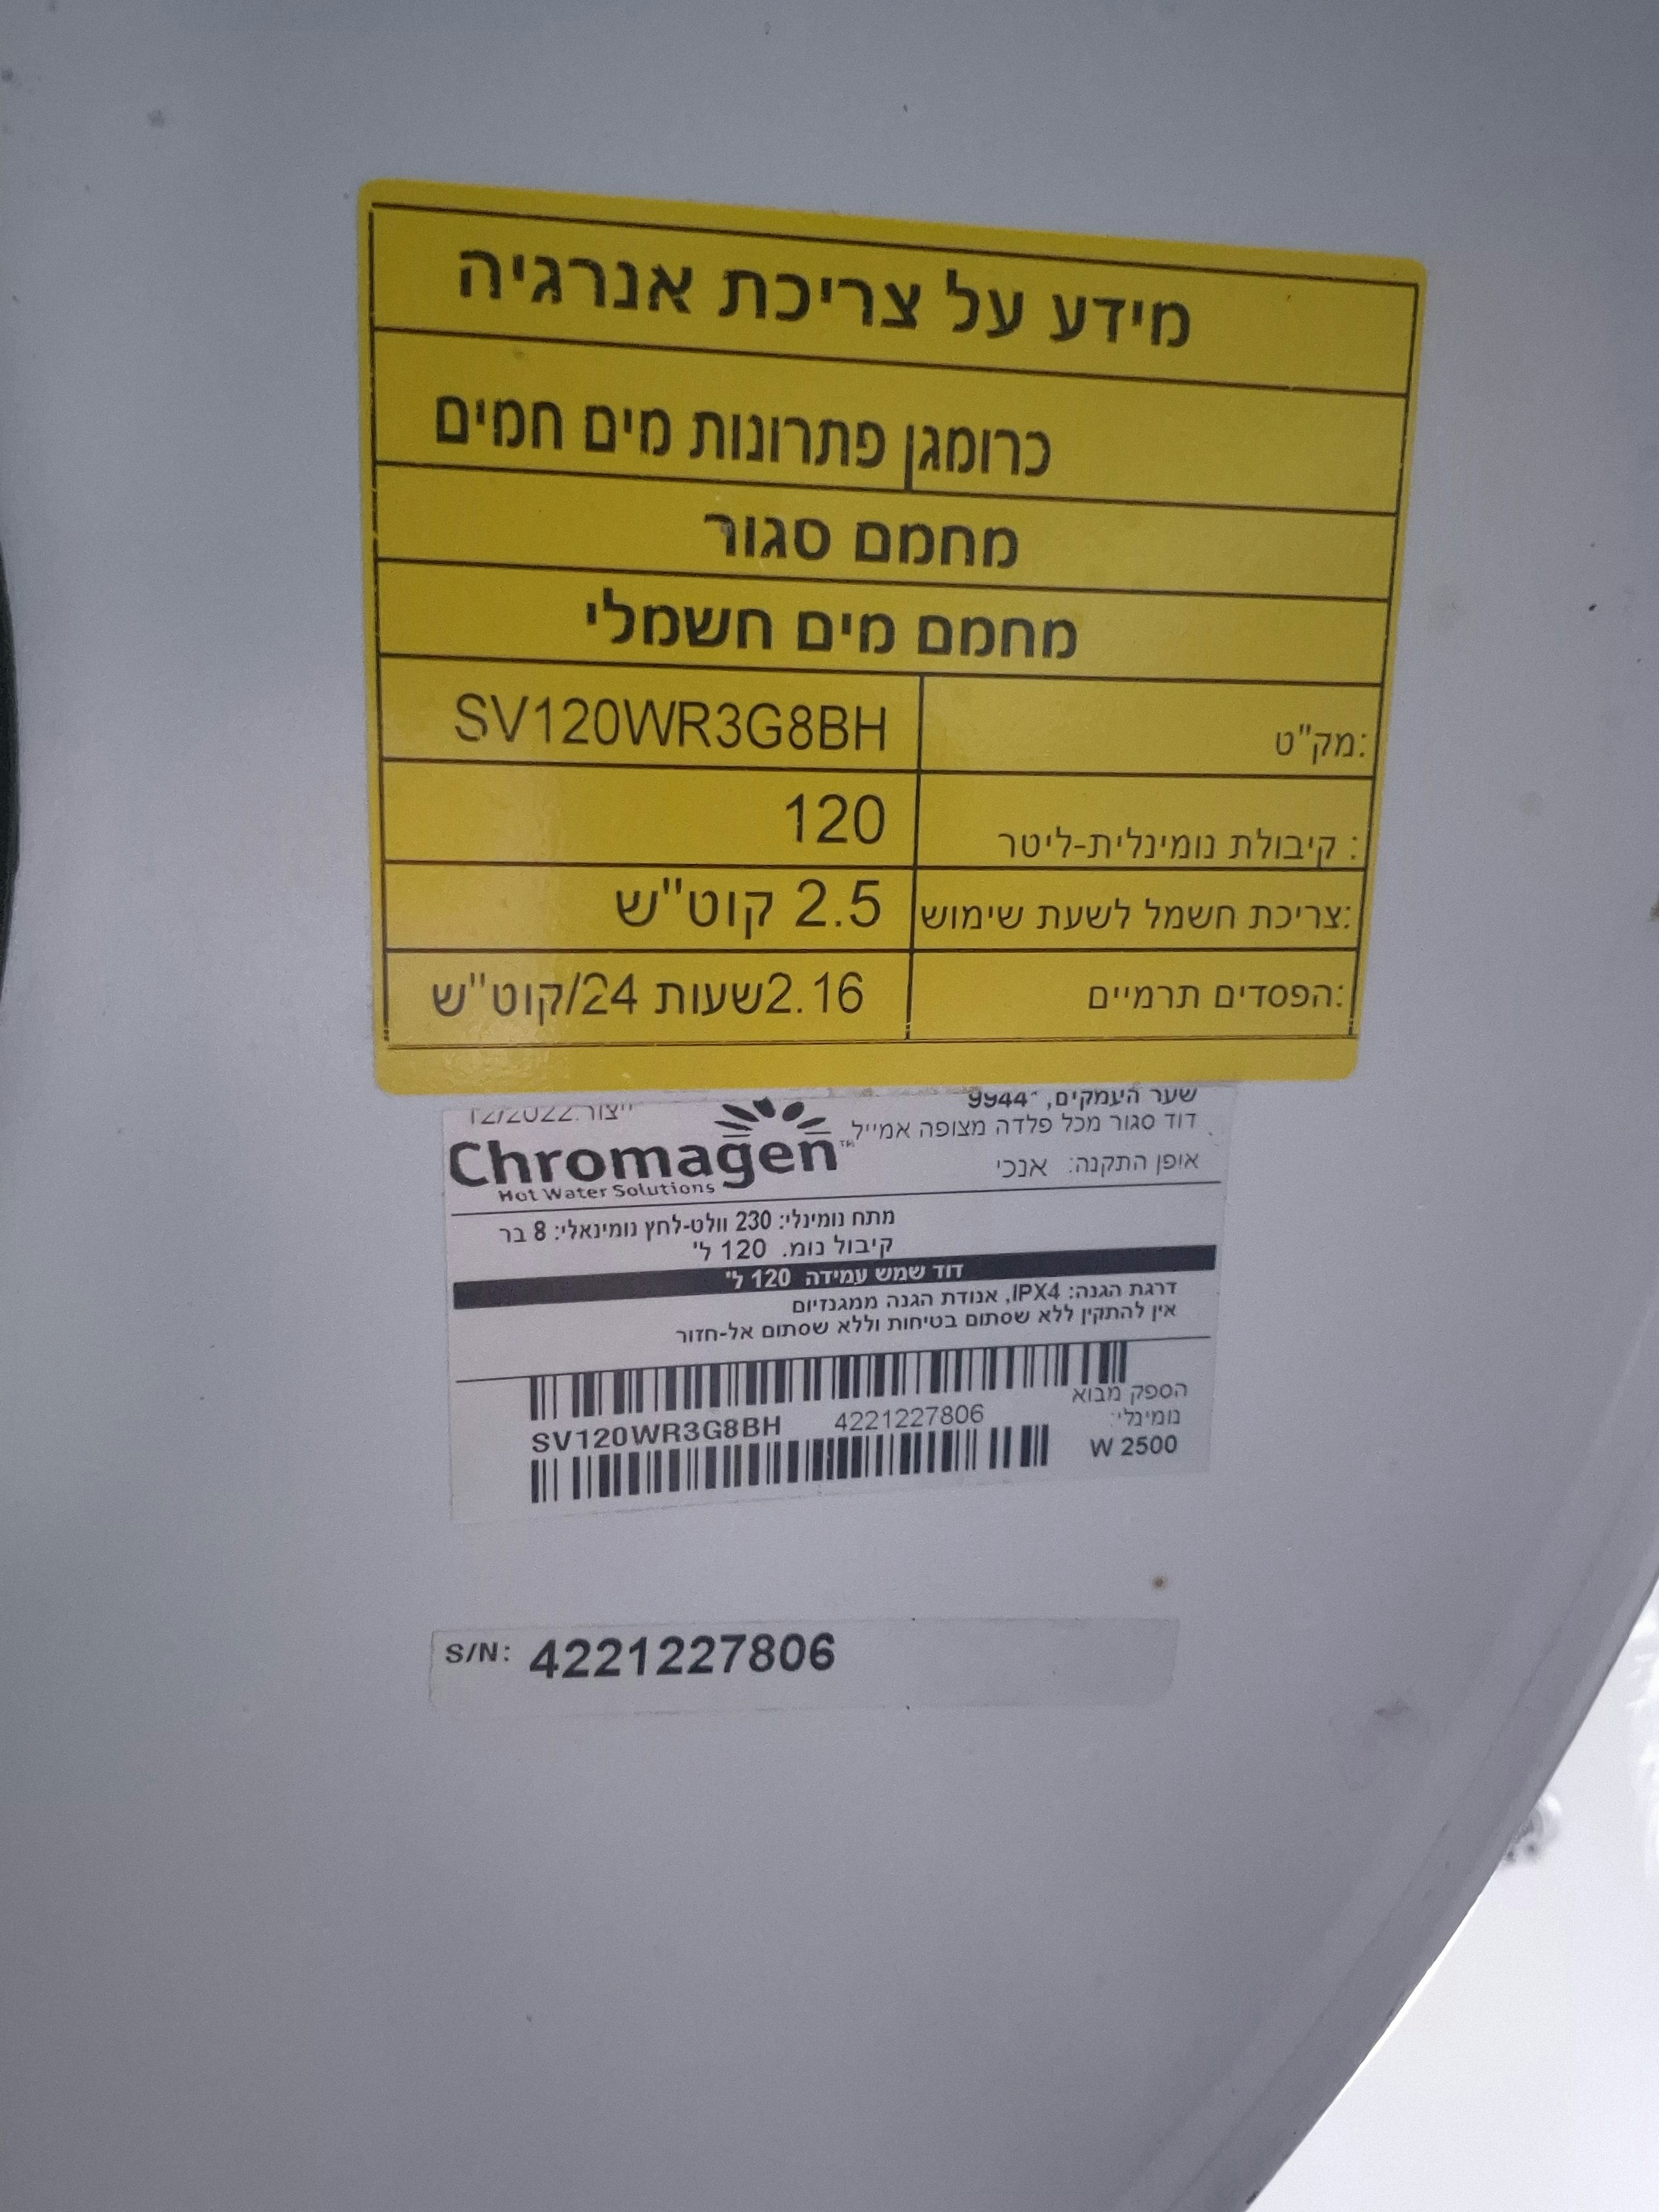 מידע על צריכת אנרגיה
כרומגן פתרונות מים חמים
מחמם סגור
מחמם מים חשמלי
מק"ט: SV120WR3G8BH
קיבולת נומינלית-ליטר : 120
צריכת חשמל לשעת שימוש: 2.5 קוט"ש
הפסדים תרמיים: 2.16שעות 24/קוט"ש
שער העמקים, *9944
ייצור: 12/2022
דוד סגור מכל פלדה מצופה אמייל
אופן התקנה: אנכי
Chromagen™
Hot Water Solutions
מתח נומינלי: 230 וולט-לחץ נומינאלי: 8 בר
קיבול נומ. 120 ל'
דוד שמש עמידה 120 ל'
דרגת הגנה: IPX4, אנודת הגנה ממגנזיום
אין להתקין ללא שסתום בטיחות וללא שסתום אל-חזור
הספק מבוא
נומינלי:
W 2500
SV120WR3G8BH 4221227806
S/N: 4221227806